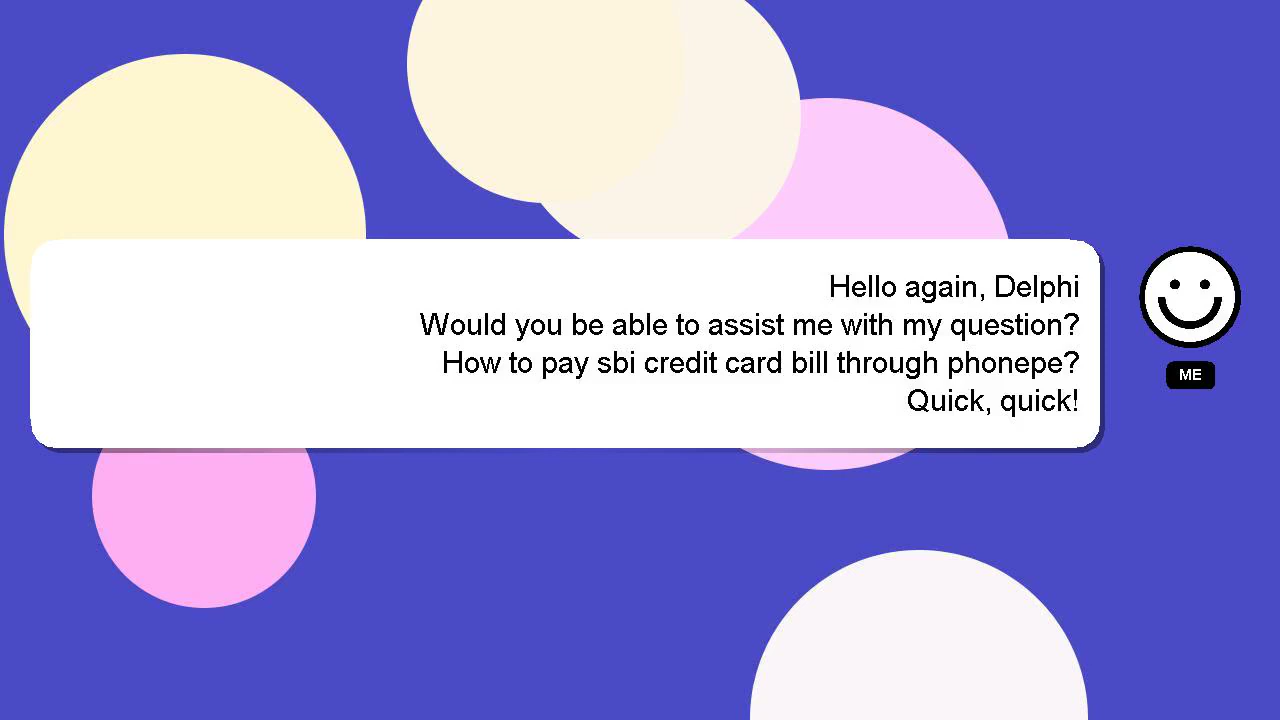 Hello again, Delphi
Would you be able to assist me with my question?
How to pay sbi credit card bill through phonepe?
Quick, quick!
ME